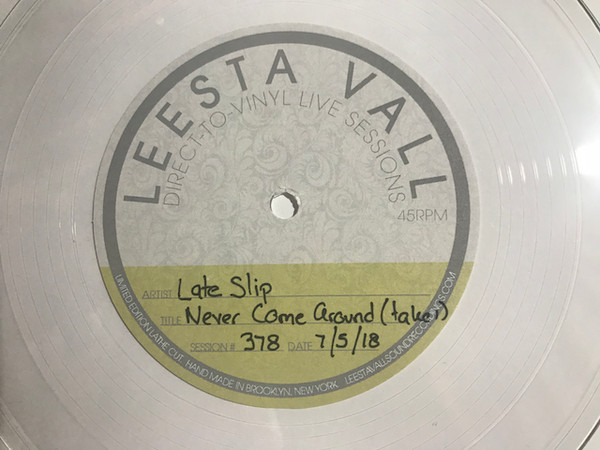 LEESTA VALL
DIRECT-TO-VINYL LIVE SESSIONS
45RPM
ARTIST Late Slip
TITLE Never Come Around (take 1)
SESSION # 378 DATE 7/5/18
LIMITED EDITION LATHE CUT. HAND MADE IN BROOKLYN, NEW YORK. LEESTAVALLSOUNDRECORDINGS.COM